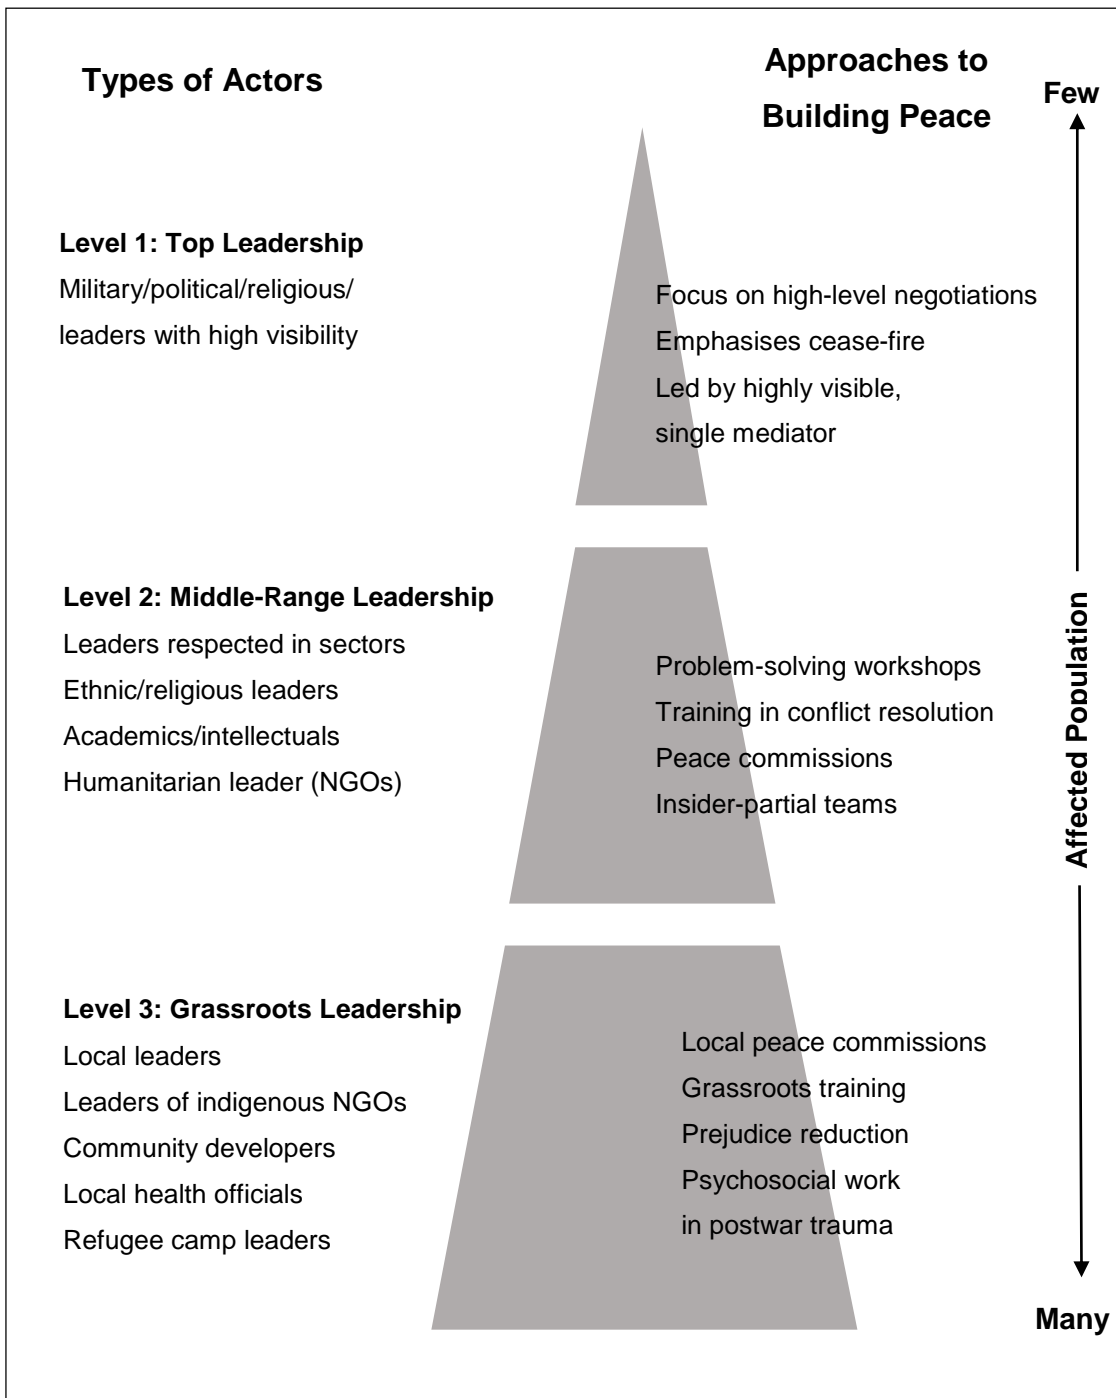 Types of Actors
Approaches to
Building Peace
Few
Level 1: Top Leadership
Military/political/religious/
leaders with high visibility
Focus on high-level negotiations
Emphasises cease-fire
Led by highly visible,
single mediator
Level 2: Middle-Range Leadership
Leaders respected in sectors
Ethnic/religious leaders
Academics/intellectuals
Humanitarian leader (NGOs)
Problem-solving workshops
Training in conflict resolution
Peace commissions
Insider-partial teams
Affected Population
Level 3: Grassroots Leadership
Local leaders
Leaders of indigenous NGOs
Community developers
Local health officials
Refugee camp leaders
Local peace commissions
Grassroots training
Prejudice reduction
Psychosocial work
in postwar trauma
Many